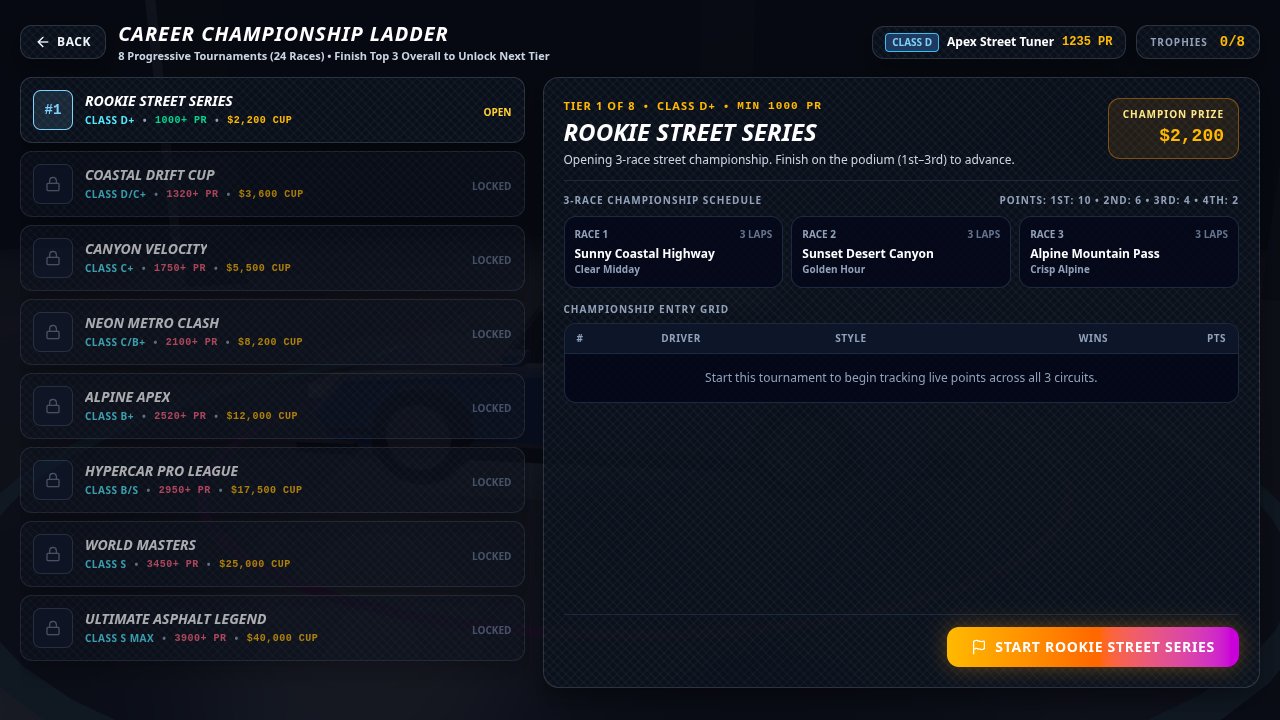 BACK
CAREER CHAMPIONSHIP LADDER
8 Progressive Tournaments (24 Races) • Finish Top 3 Overall to Unlock Next Tier
CLASS D Apex Street Tuner 1235 PR
TROPHIES 0/8
#1
ROOKIE STREET SERIES
CLASS D+ • 1000+ PR • $2,200 CUP
OPEN
COASTAL DRIFT CUP
CLASS D/C+ • 1320+ PR • $3,600 CUP
LOCKED
CANYON VELOCITY
CLASS C+ • 1750+ PR • $5,500 CUP
LOCKED
NEON METRO CLASH
CLASS C/B+ • 2100+ PR • $8,200 CUP
LOCKED
ALPINE APEX
CLASS B+ • 2520+ PR • $12,000 CUP
LOCKED
HYPERCAR PRO LEAGUE
CLASS B/S • 2950+ PR • $17,500 CUP
LOCKED
WORLD MASTERS
CLASS S • 3450+ PR • $25,000 CUP
LOCKED
ULTIMATE ASPHALT LEGEND
CLASS S MAX • 3900+ PR • $40,000 CUP
LOCKED
TIER 1 OF 8 • CLASS D+ • MIN 1000 PR
ROOKIE STREET SERIES
Opening 3-race street championship. Finish on the podium (1st–3rd) to advance.
CHAMPION PRIZE
$2,200
3-RACE CHAMPIONSHIP SCHEDULE
POINTS: 1ST: 10 • 2ND: 6 • 3RD: 4 • 4TH: 2
RACE 1 3 LAPS
Sunny Coastal Highway
Clear Midday
RACE 2 3 LAPS
Sunset Desert Canyon
Golden Hour
RACE 3 3 LAPS
Alpine Mountain Pass
Crisp Alpine
CHAMPIONSHIP ENTRY GRID
# DRIVER STYLE WINS PTS
Start this tournament to begin tracking live points across all 3 circuits.
START ROOKIE STREET SERIES